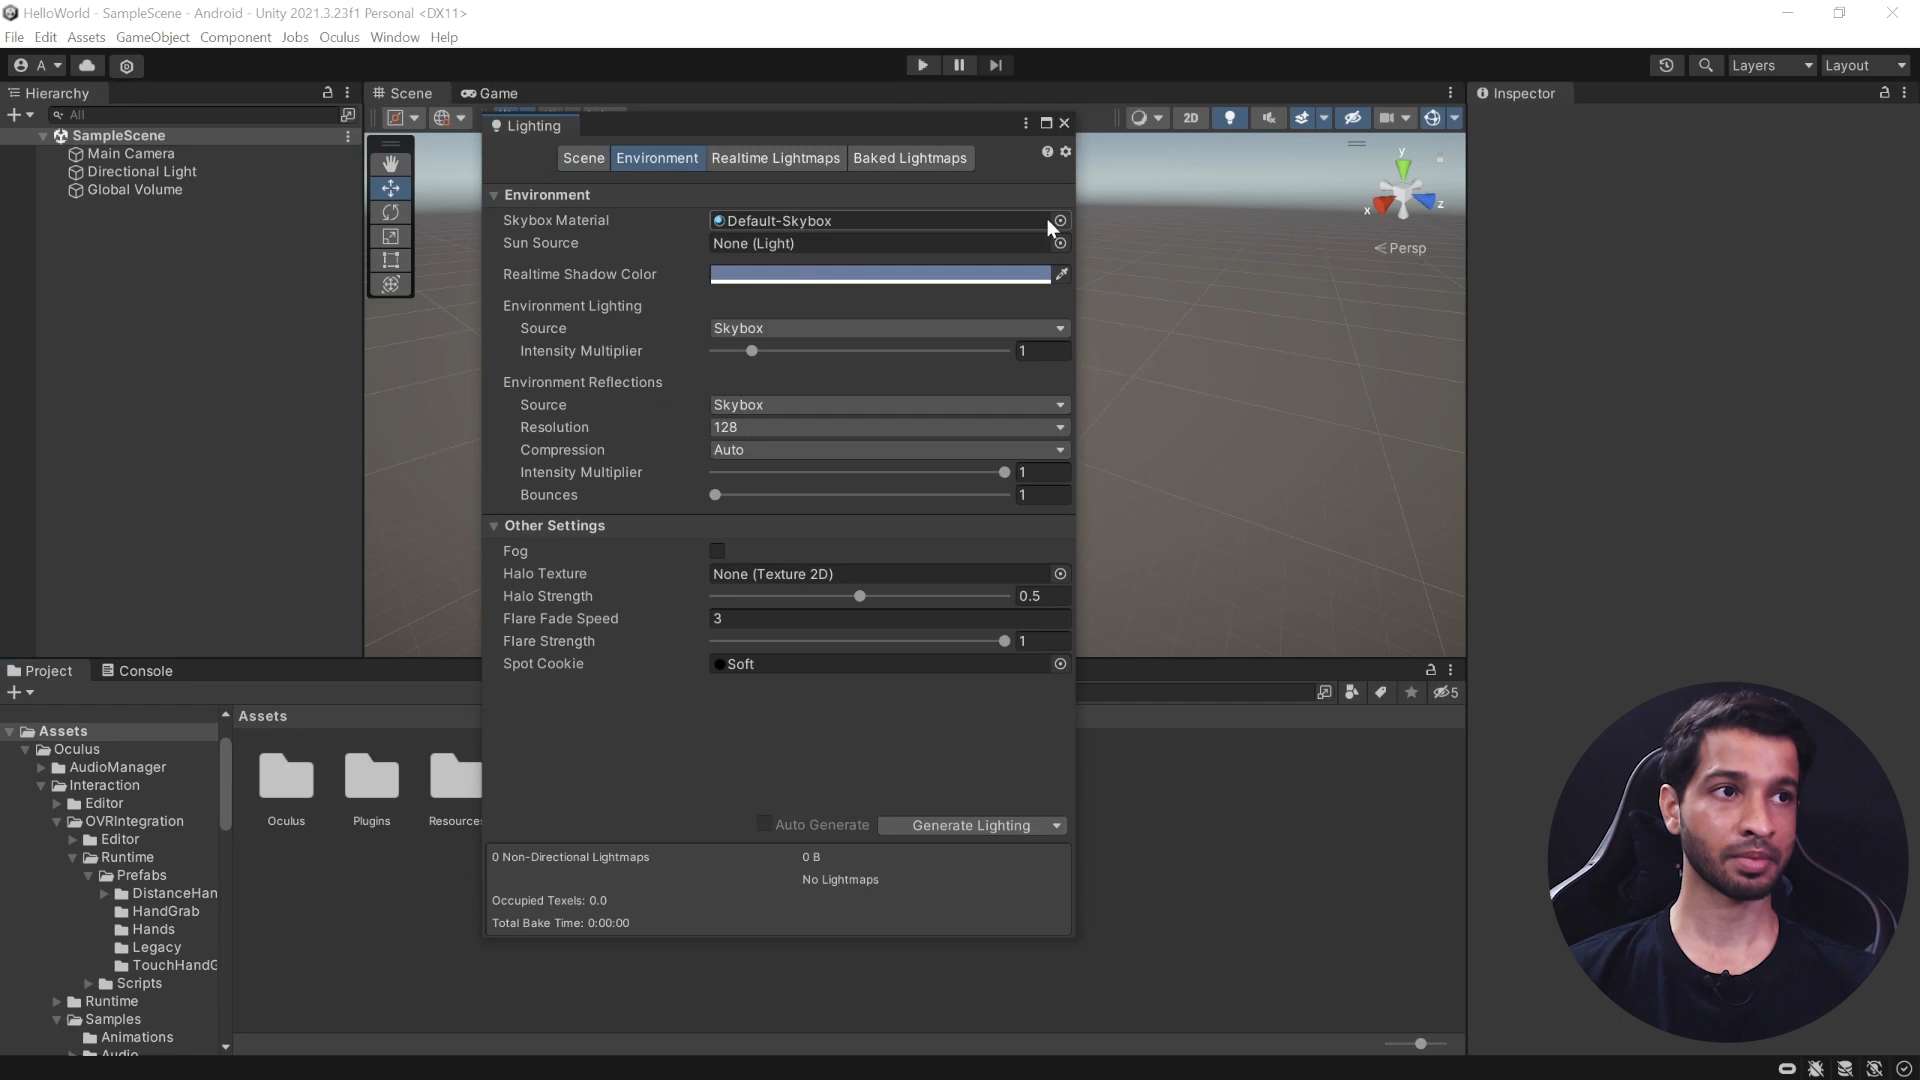 HelloWorld - SampleScene - Android - Unity 2021.3.23f1 Personal <DX11>
File Edit Assets GameObject Component Jobs Oculus Window Help
A
Layers
Layout
Hierarchy
All
SampleScene
Main Camera
Directional Light
Global Volume
Scene
Game
2D
y
x
z
Persp
Inspector
Lighting
Scene
Environment
Realtime Lightmaps
Baked Lightmaps
Environment
Skybox Material Default-Skybox
Sun Source None (Light)
Realtime Shadow Color
Environment Lighting
Source Skybox
Intensity Multiplier 1
Environment Reflections
Source Skybox
Resolution 128
Compression Auto
Intensity Multiplier 1
Bounces 1
Other Settings
Fog
Halo Texture None (Texture 2D)
Halo Strength 0.5
Flare Fade Speed 3
Flare Strength 1
Spot Cookie Soft
Auto Generate
Generate Lighting
0 Non-Directional Lightmaps 0 B
No Lightmaps
Occupied Texels: 0.0
Total Bake Time: 0:00:00
Project
Console
5
Assets
Oculus
AudioManager
Interaction
Editor
OVRIntegration
Editor
Runtime
Prefabs
DistanceHan
HandGrab
Hands
Legacy
TouchHandG
Scripts
Runtime
Samples
Animations
Audio
Assets
Oculus
Plugins
Resource